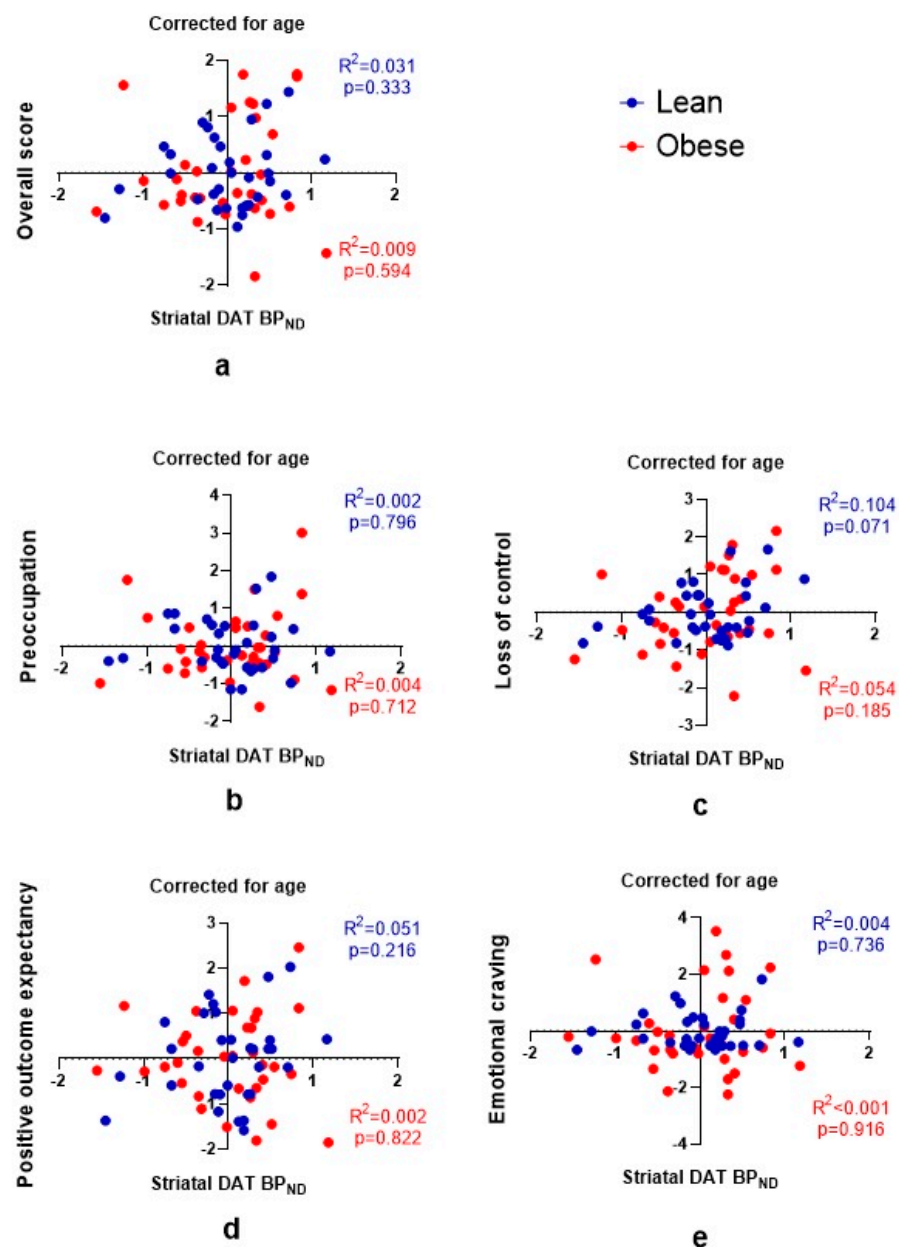 Corrected for age
R²=0.031
p=0.333
Overall score
2
1
-2 -1 1 2
-1
-2
R²=0.009
p=0.594
Striatal DAT BP_ND
a
Lean
Obese
Corrected for age
R²=0.002
p=0.796
Preoccupation
4
3
2
1
-2 -1 1 2
-1
-2
R²=0.004
p=0.712
Striatal DAT BP_ND
b
Corrected for age
R²=0.104
p=0.071
Loss of control
3
2
1
-2 -1 1 2
-1
-2
-3
R²=0.054
p=0.185
Striatal DAT BP_ND
c
Corrected for age
R²=0.051
p=0.216
Positive outcome expectancy
3
2
1
-2 -1 1 2
-1
-2
R²=0.002
p=0.822
Striatal DAT BP_ND
d
Corrected for age
R²=0.004
p=0.736
Emotional craving
4
2
-2 -1 1 2
-2
-4
R²<0.001
p=0.916
Striatal DAT BP_ND
e